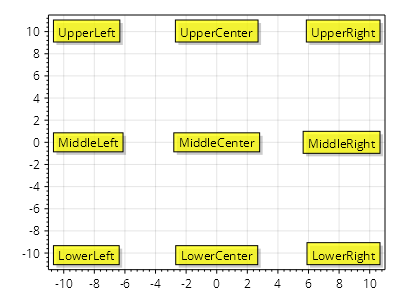 10
UpperLeft UpperCenter UpperRight
8
6
4
2
0
MiddleLeft MiddleCenter MiddleRight
-2
-4
-6
-8
-10
LowerLeft LowerCenter LowerRight
-10 -8 -6 -4 -2 0 2 4 6 8 10